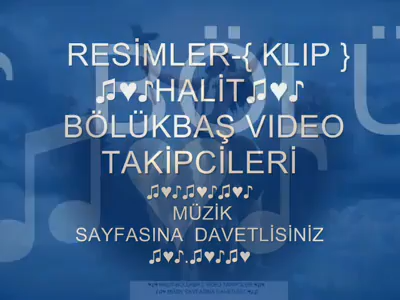 RESİMLER-{ KLIP }
♫♥♪HALİT♫♥♪
BÖLÜKBAŞ VIDEO
TAKİPCİLERİ
♫♥♪♫♥♪♫♥♪
MÜZİK
SAYFASINA DAVETLİSİNİZ
♫♥♪.♫♥♪♫♥